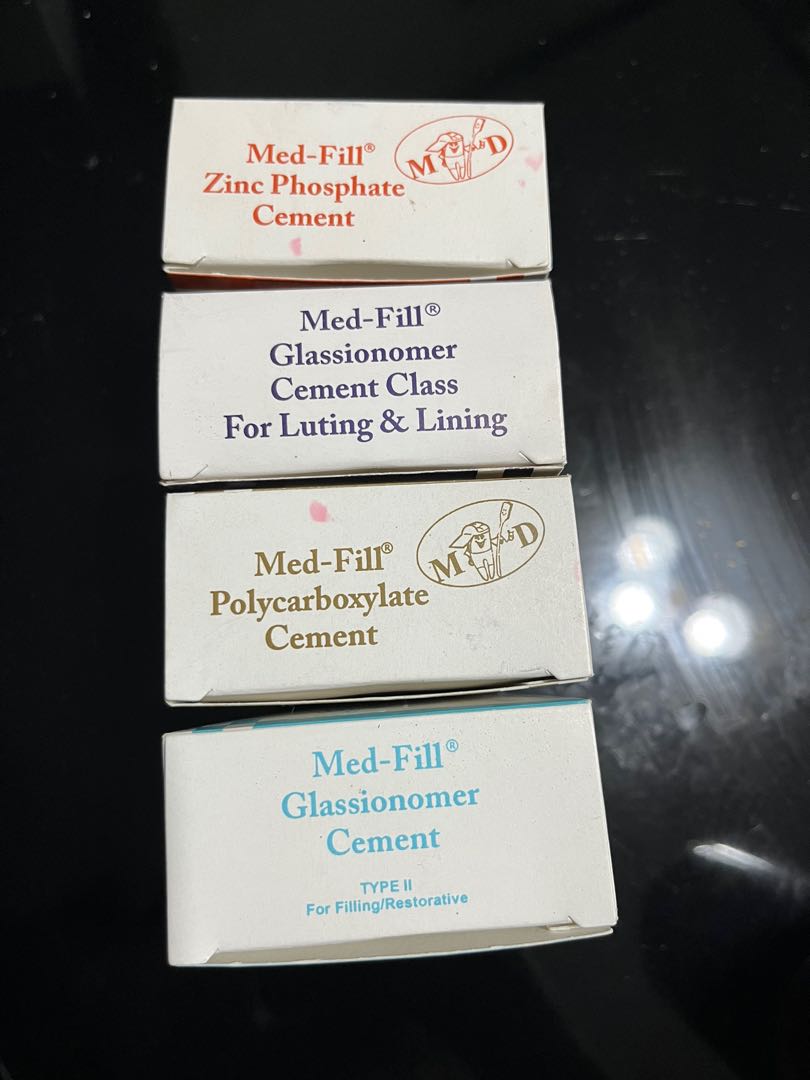 Med-Fill®
Zinc Phosphate
Cement
M D
Med-Fill®
Glassionomer
Cement Class
For Luting & Lining
Med-Fill®
Polycarboxylate
Cement
M D
Med-Fill®
Glassionomer
Cement
TYPE II
For Filling/Restorative